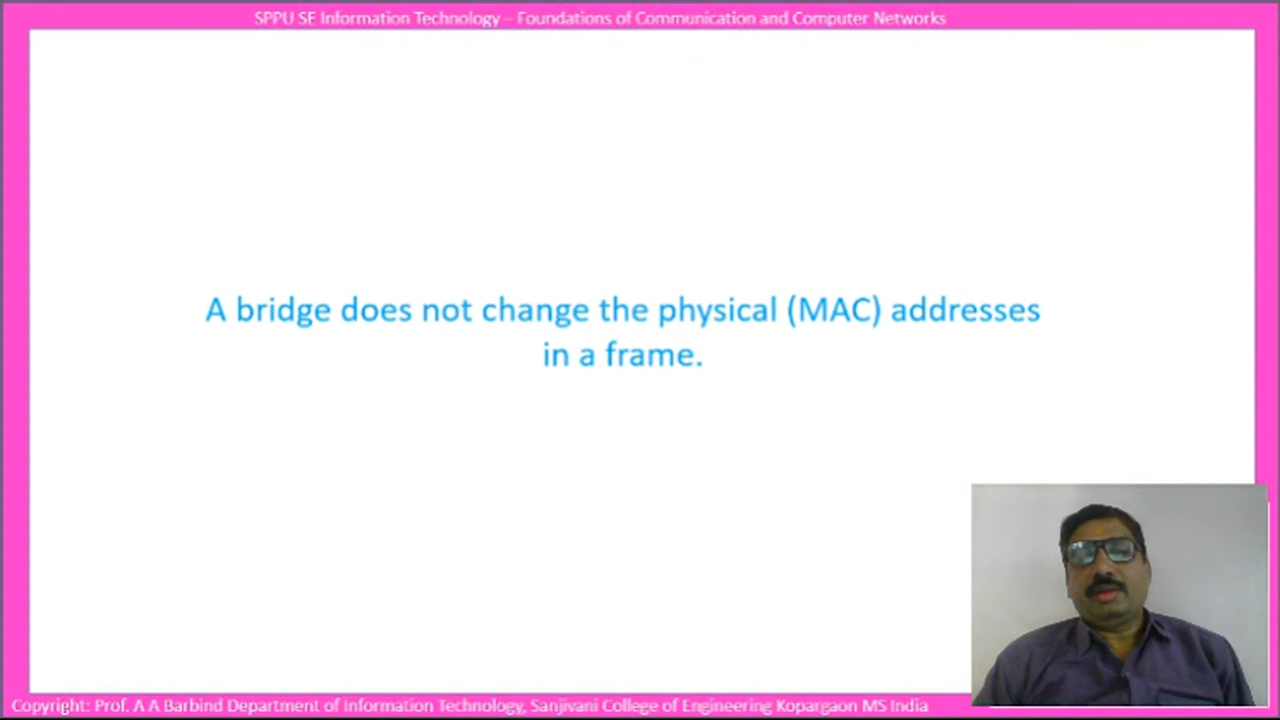 SPPU SE Information Technology – Foundations of Communication and Computer Networks
A bridge does not change the physical (MAC) addresses
in a frame.
Copyright: Prof. A A Barbind Department of Information Technology, Sanjivani College of Engineering Kopargaon MS India